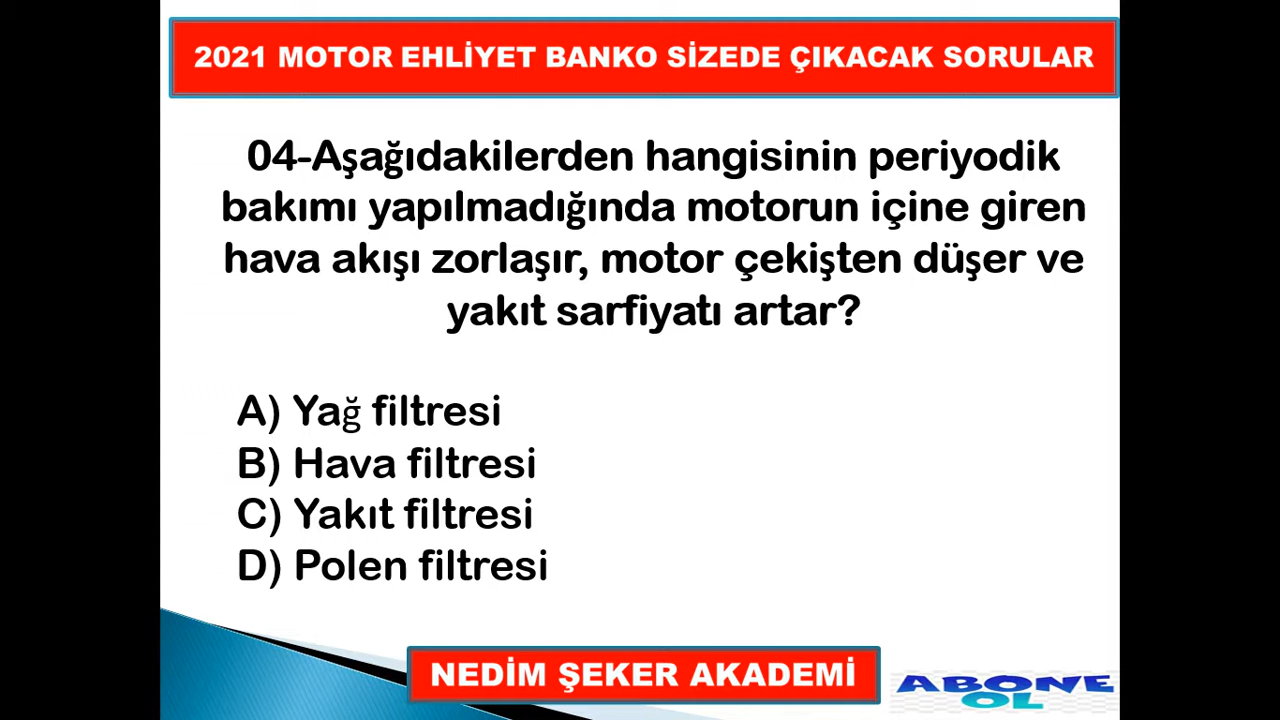 2021 MOTOR EHLİYET BANKO SİZEDE ÇIKACAK SORULAR
04-Aşağıdakilerden hangisinin periyodik
bakımı yapılmadığında motorun içine giren
hava akışı zorlaşır, motor çekişten düşer ve
yakıt sarfiyatı artar?
A) Yağ filtresi
B) Hava filtresi
C) Yakıt filtresi
D) Polen filtresi
NEDİM ŞEKER AKADEMİ
ABONE
OL